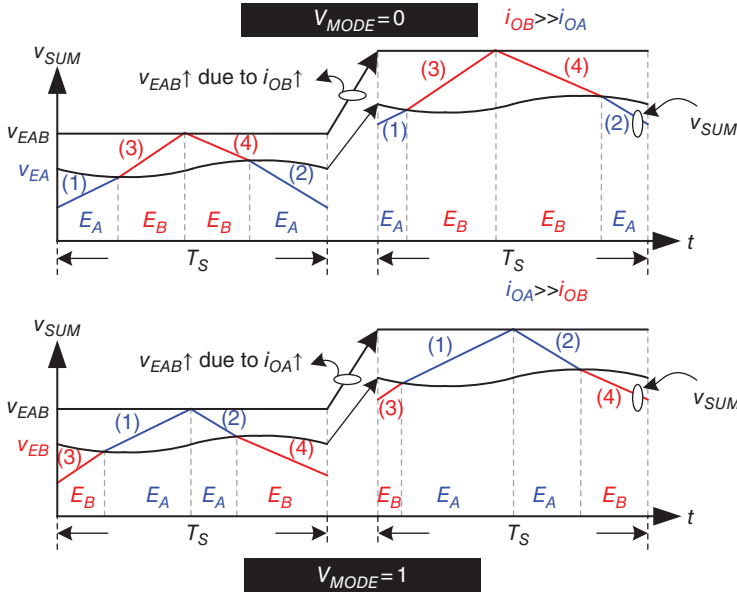 V_MODE = 0
i_OB>>i_OA
v_SUM
v_EAB↑ due to i_OB↑
(3)
(4)
v_EAB
(3)
(4)
(1)
(2)
v_SUM
v_EA
(1)
(2)
E_A
E_B
E_B
E_A
E_A
E_B
E_B
E_A
t
T_S
T_S
i_OA>>i_OB
v_SUM
v_EAB↑ due to i_OA↑
(1)
(2)
v_EAB
(1)
(2)
(3)
(4)
v_SUM
v_EB
(3)
(4)
E_B
E_A
E_A
E_B
E_B
E_A
E_A
E_B
t
T_S
T_S
V_MODE = 1